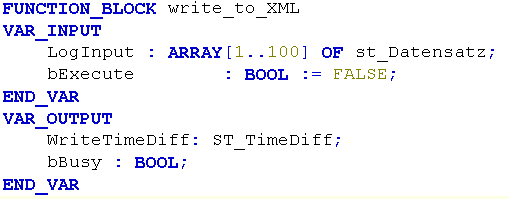 FUNCTION_BLOCK write_to_XML
VAR_INPUT
    LogInput : ARRAY[1..100] OF st_Datensatz;
    bExecute      : BOOL := FALSE;
END_VAR
VAR_OUTPUT
    WriteTimeDiff: ST_TimeDiff;
    bBusy : BOOL;
END_VAR